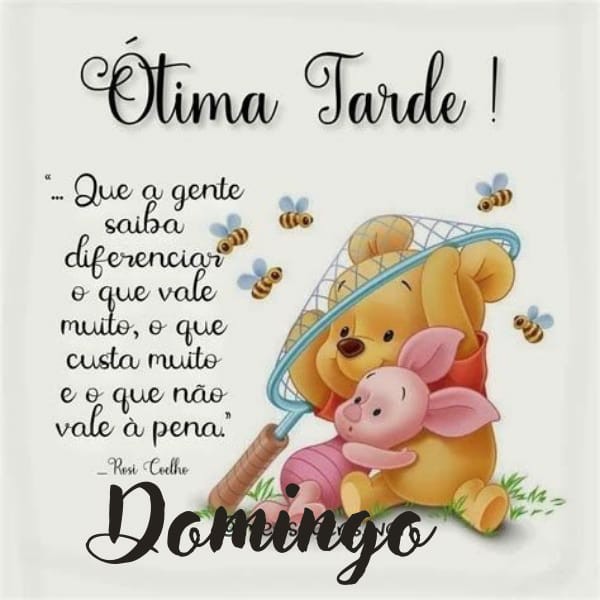 Ótima Tarde !
“... Que a gente
saiba
diferenciar
o que vale
muito, o que
custa muito
e o que não
vale à pena.”
_Rosi Coelho
Domingo